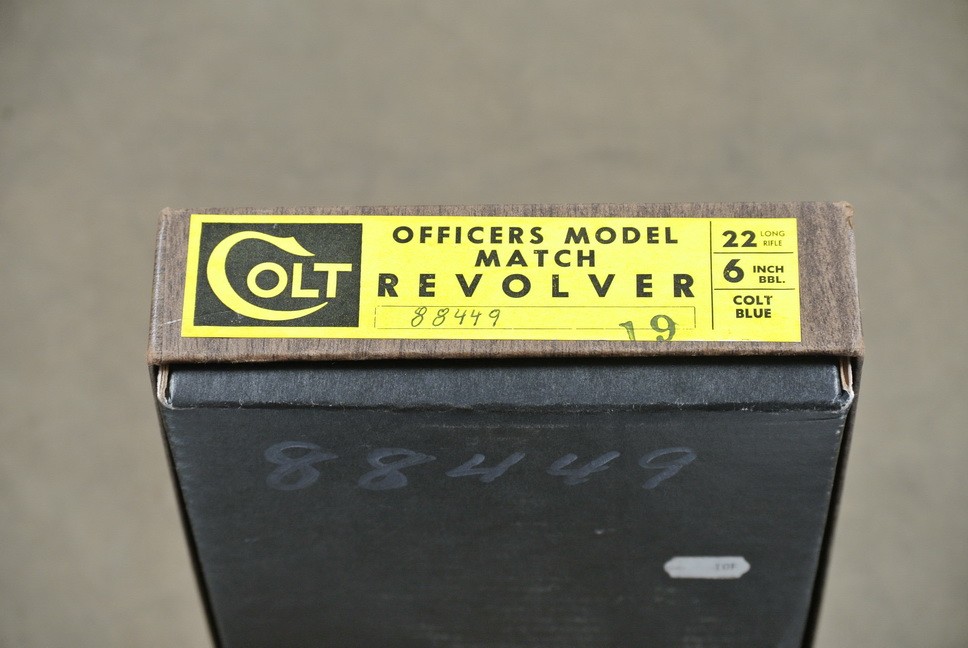 COLT
OFFICERS MODEL
MATCH
REVOLVER
88449
19
22 LONG RIFLE
6 INCH BBL.
COLT
BLUE
88449